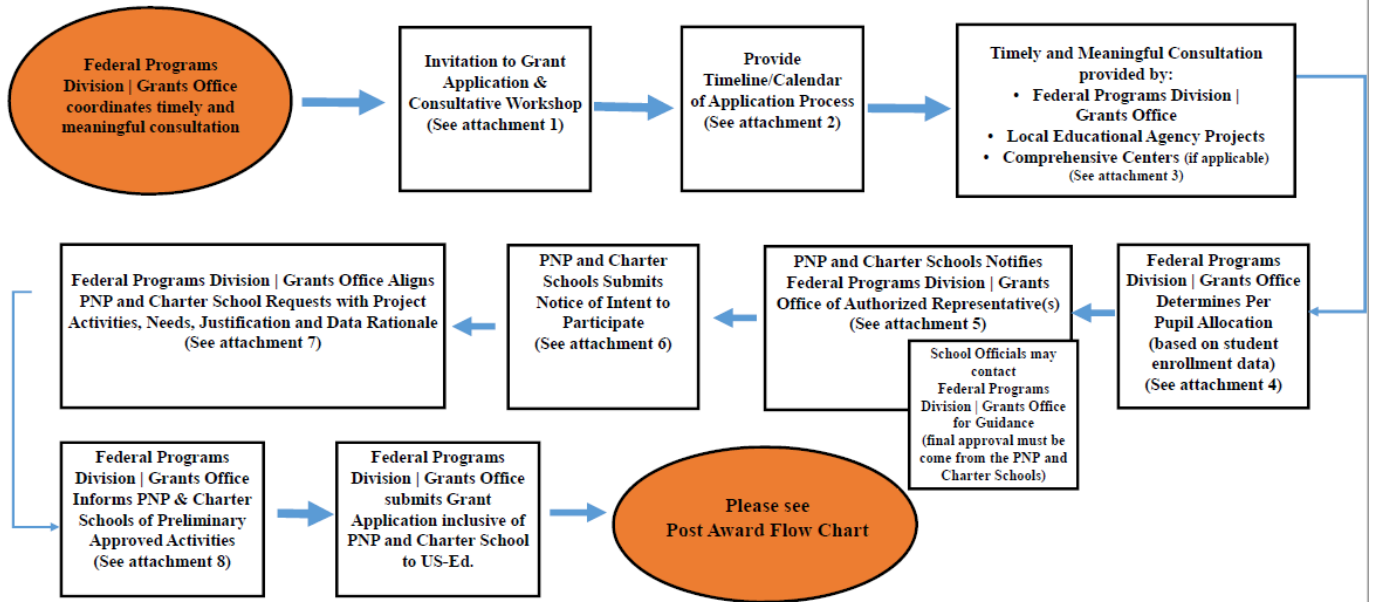 Federal Programs
Division | Grants Office
coordinates timely and
meaningful consultation
Invitation to Grant
Application &
Consultative Workshop
(See attachment 1)
Provide
Timeline/Calendar
of Application Process
(See attachment 2)
Timely and Meaningful Consultation
provided by:
• Federal Programs Division |
Grants Office
• Local Educational Agency Projects
• Comprehensive Centers (if applicable)
(See attachment 3)
Federal Programs
Division | Grants Office
Determines Per
Pupil Allocation
(based on student
enrollment data)
(See attachment 4)
PNP and Charter Schools Notifies
Federal Programs Division | Grants
Office of Authorized Representative(s)
(See attachment 5)
School Officials may
contact
Federal Programs
Division | Grants Office
for Guidance
(final approval must be
come from the PNP and
Charter Schools)
PNP and Charter
Schools Submits
Notice of Intent to
Participate
(See attachment 6)
Federal Programs Division | Grants Office Aligns
PNP and Charter School Requests with Project
Activities, Needs, Justification and Data Rationale
(See attachment 7)
Federal Programs
Division | Grants Office
Informs PNP & Charter
Schools of Preliminary
Approved Activities
(See attachment 8)
Federal Programs
Division | Grants Office
submits Grant
Application inclusive of
PNP and Charter School
to US-Ed.
Please see
Post Award Flow Chart